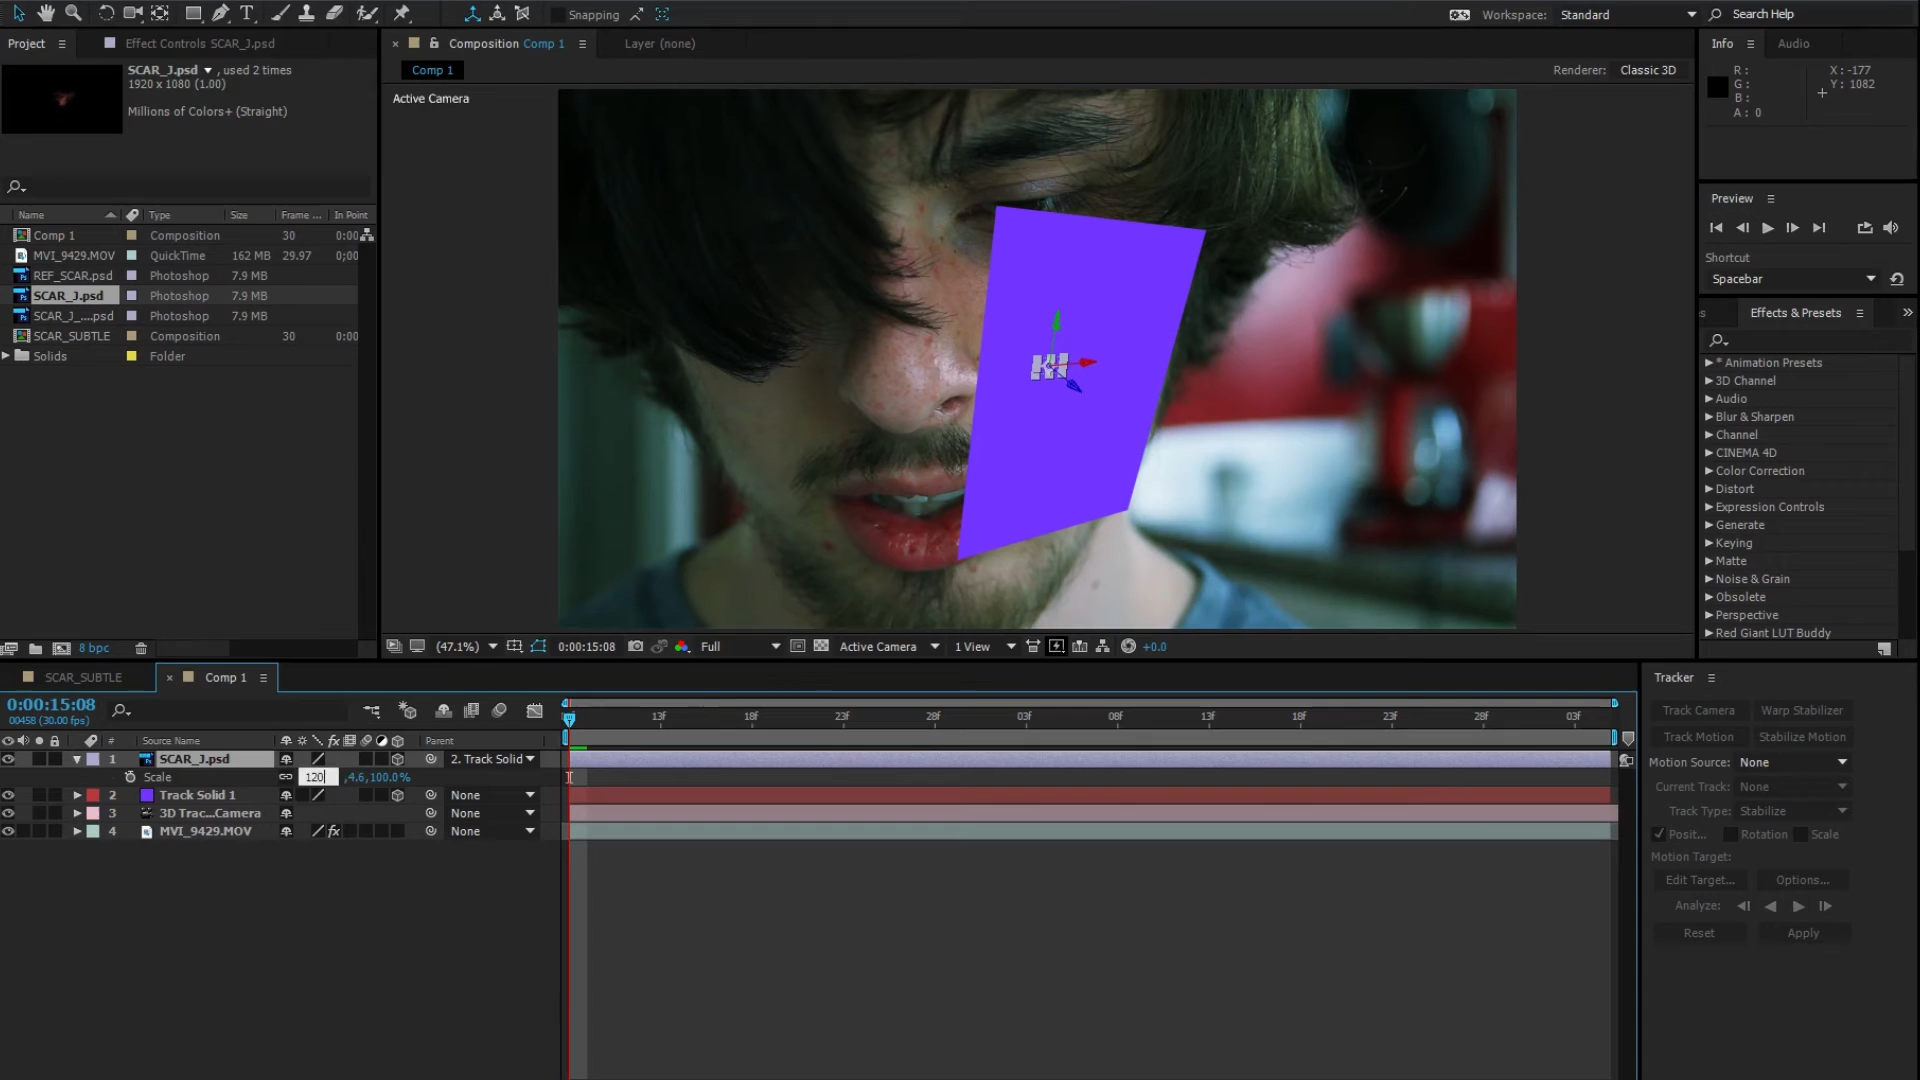 Snapping
Workspace: Standard
Search Help
Project
Effect Controls SCAR_J.psd
Composition Comp 1
Layer (none)
Info
Audio
SCAR_J.psd , used 2 times
1920 x 1080 (1.00)
Millions of Colors+ (Straight)
Comp 1
Renderer: Classic 3D
Active Camera
R:
G:
B:
A: 0
X: -177
Y: 1082
Preview
Shortcut
Spacebar
Effects & Presets
Name Type Size Frame ... In Point
Comp 1 Composition 30 0:00
MVI_9429.MOV QuickTime 162 MB 29.97 0;00
REF_SCAR.psd Photoshop 7.9 MB
SCAR_J.psd Photoshop 7.9 MB
SCAR_J_....psd Photoshop 7.9 MB
SCAR_SUBTLE Composition 30 0:00
Solids Folder
* Animation Presets
3D Channel
Audio
Blur & Sharpen
Channel
CINEMA 4D
Color Correction
Distort
Expression Controls
Generate
Keying
Matte
Noise & Grain
Obsolete
Perspective
Red Giant LUT Buddy
8 bpc
(47.1%) 0:00:15:08 Full Active Camera 1 View +0.0
SCAR_SUBTLE
Comp 1
0:00:15:08
00458 (30.00 fps)
13f 18f 23f 28f 03f 08f 13f 18f 23f 28f 03f
# Source Name fx Parent
1 SCAR_J.psd 2. Track Solid
Scale 120 ,4.6,100.0%
2 Track Solid 1 None
3 3D Trac...Camera None
4 MVI_9429.MOV fx None
Tracker
Track Camera Warp Stabilizer
Track Motion Stabilize Motion
Motion Source: None
Current Track: None
Track Type: Stabilize
Posit... Rotation Scale
Motion Target:
Edit Target... Options...
Analyze:
Reset Apply